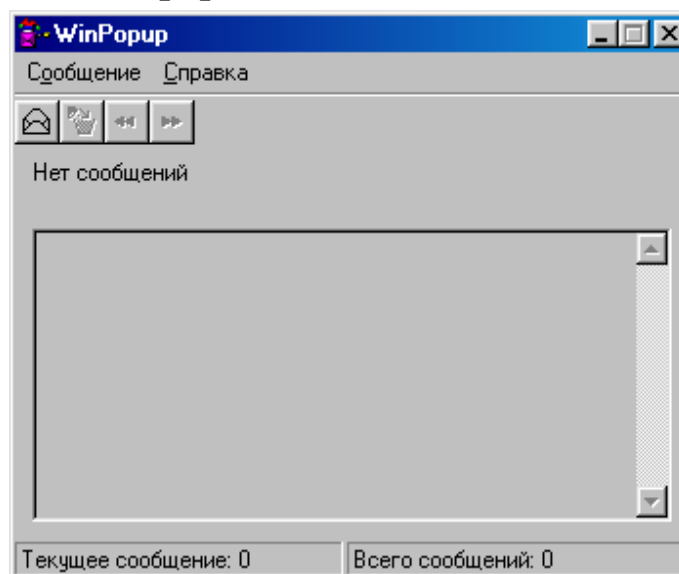 WinPopup
Сообщение Справка
Нет сообщений
Текущее сообщение: 0 Всего сообщений: 0